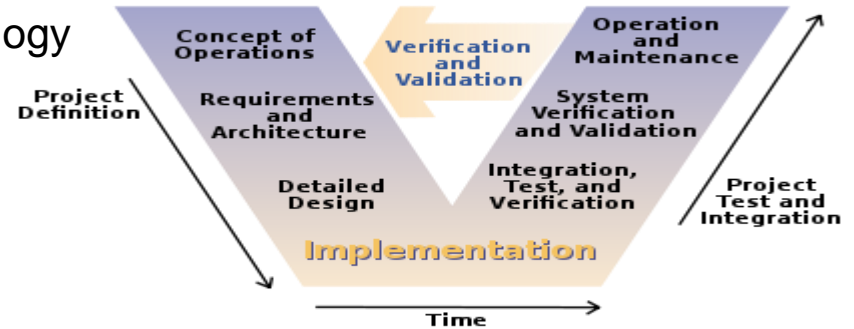 ogy
Concept of
Operations
Verification
and
Validation
Operation
and
Maintenance
Project
Definition
Requirements
and
Architecture
System
Verification
and Validation
Detailed
Design
Integration,
Test, and
Verification
Project
Test and
Integration
Implementation
Time